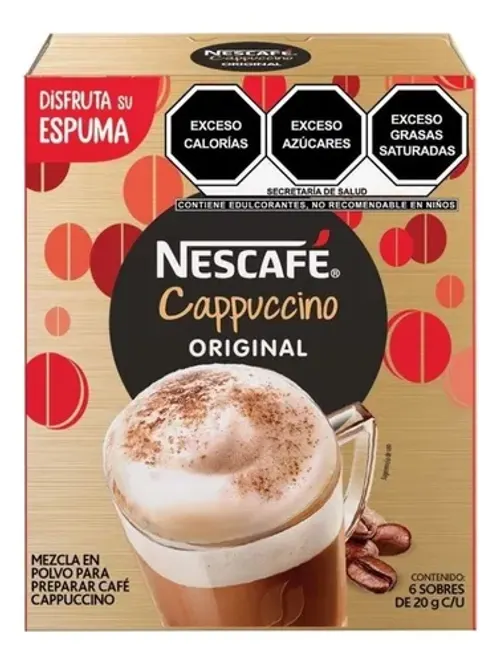 NESCAFÉ
Cappuccino
ORIGINAL
DiSFRUTA SU
ESPUMA
EXCESO
CALORÍAS
EXCESO
AZÚCARES
EXCESO
GRASAS
SATURADAS
SECRETARÍA DE SALUD
CONTIENE EDULCORANTES, NO RECOMENDABLE EN NIÑOS
NESCAFÉ®
Cappuccino
ORIGINAL
MEZCLA EN
POLVO PARA
PREPARAR CAFÉ
CAPPUCCINO
CONTENIDO:
6 SOBRES
DE 20 g C/U